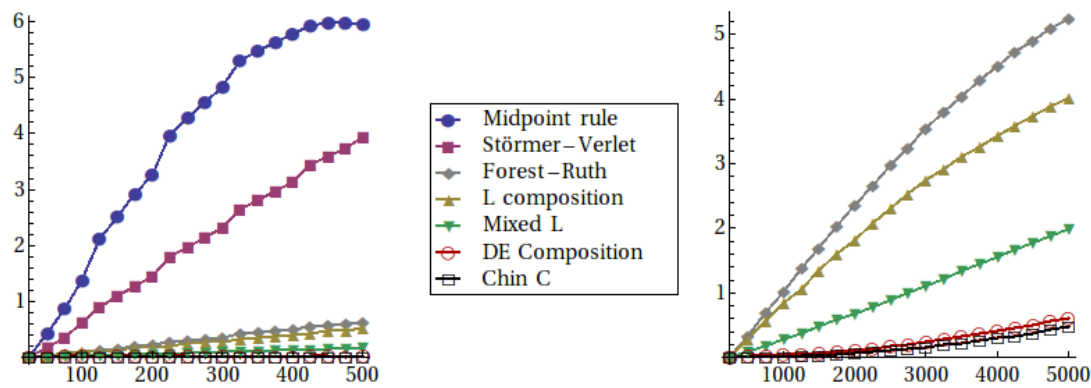 6
5
4
3
2
1
100 200 300 400 500
Midpoint rule
Störmer–Verlet
Forest–Ruth
L composition
Mixed L
DE Composition
Chin C
5
4
3
2
1
1000 2000 3000 4000 5000